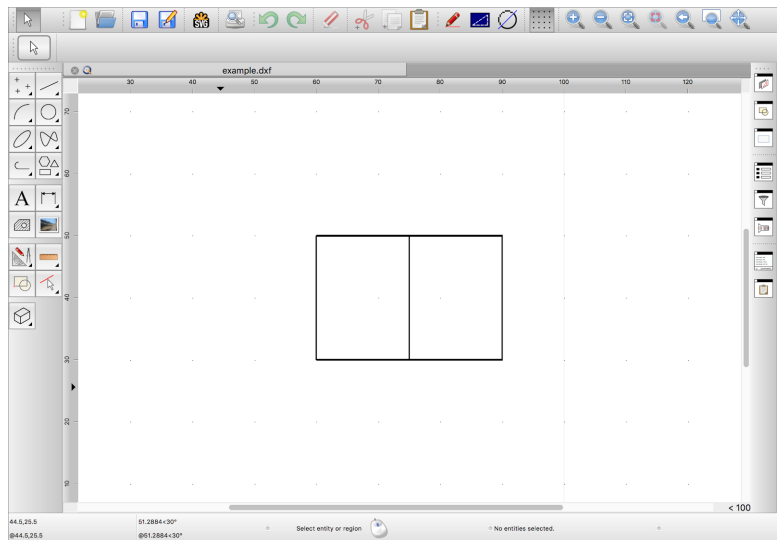 SVG
example.dxf
30 40 50 60 70 80 90 100 110 120
70
60
50
40
30
20
10
A
< 100
44.5,25.5 51.2884<30° Select entity or region No entities selected.
@44.5,25.5 @51.2884<30°